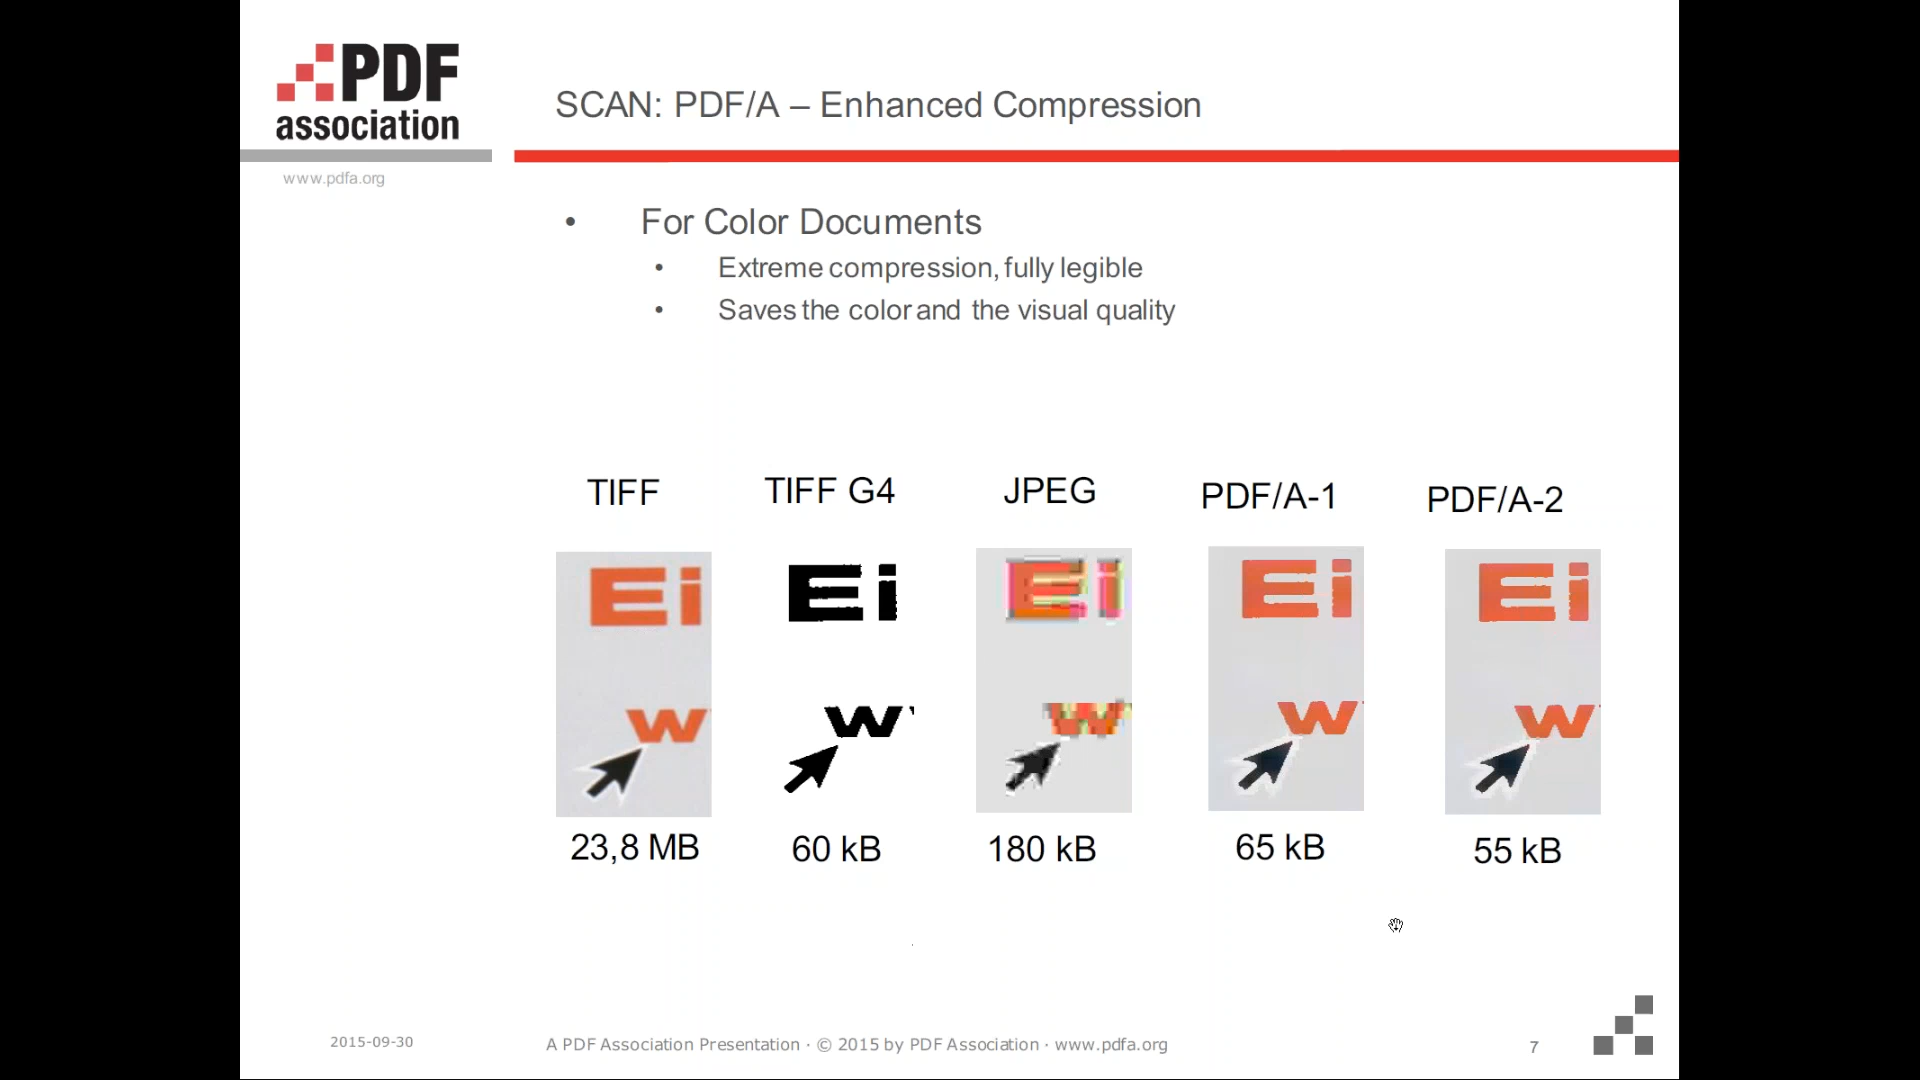 PDF
association
SCAN: PDF/A – Enhanced Compression
www.pdfa.org
• For Color Documents
• Extreme compression, fully legible
• Saves the color and the visual quality
TIFF TIFF G4 JPEG PDF/A-1 PDF/A-2
Ei Ei Ei Ei Ei
w w w w w
23,8 MB 60 kB 180 kB 65 kB 55 kB
2015-09-30 A PDF Association Presentation · © 2015 by PDF Association · www.pdfa.org 7